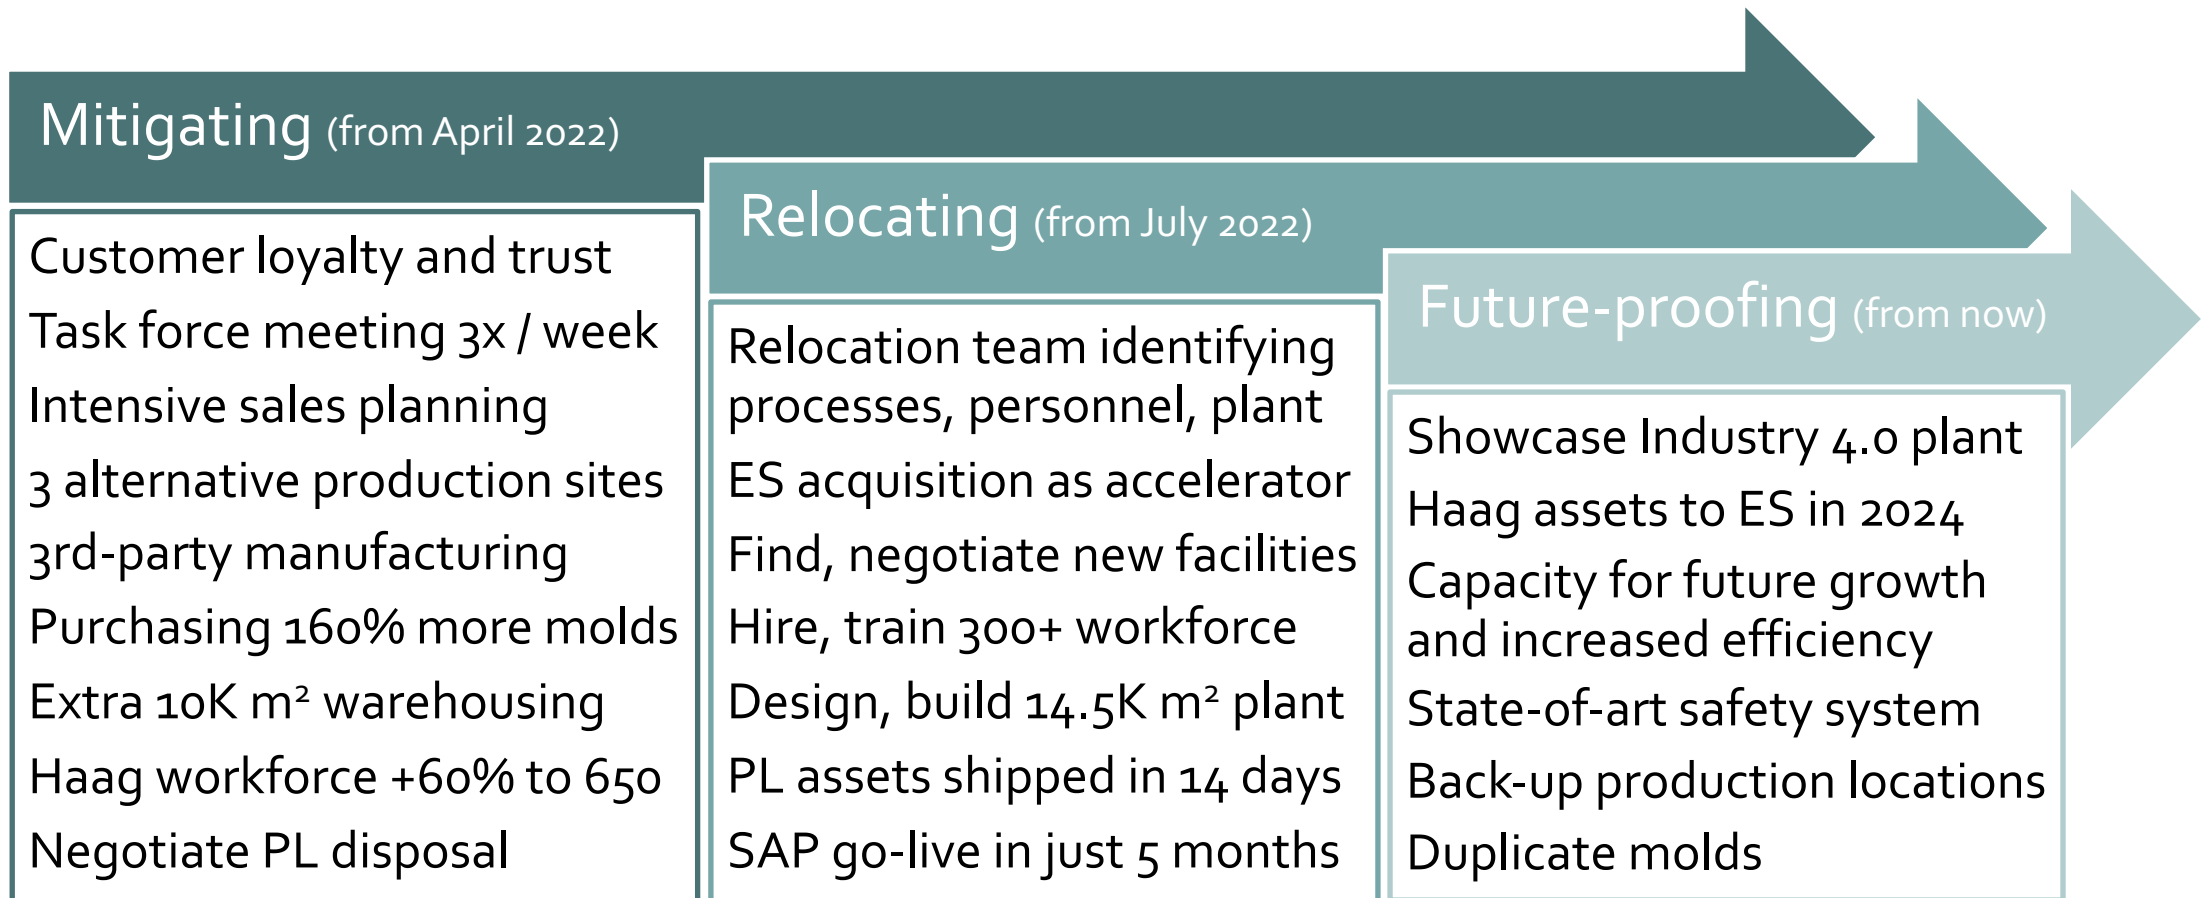 Mitigating (from April 2022)
Customer loyalty and trust
Task force meeting 3x / week
Intensive sales planning
3 alternative production sites
3rd-party manufacturing
Purchasing 160% more molds
Extra 10K m² warehousing
Haag workforce +60% to 650
Negotiate PL disposal
Relocating (from July 2022)
Relocation team identifying
processes, personnel, plant
ES acquisition as accelerator
Find, negotiate new facilities
Hire, train 300+ workforce
Design, build 14.5K m² plant
PL assets shipped in 14 days
SAP go-live in just 5 months
Future-proofing (from now)
Showcase Industry 4.0 plant
Haag assets to ES in 2024
Capacity for future growth
and increased efficiency
State-of-art safety system
Back-up production locations
Duplicate molds